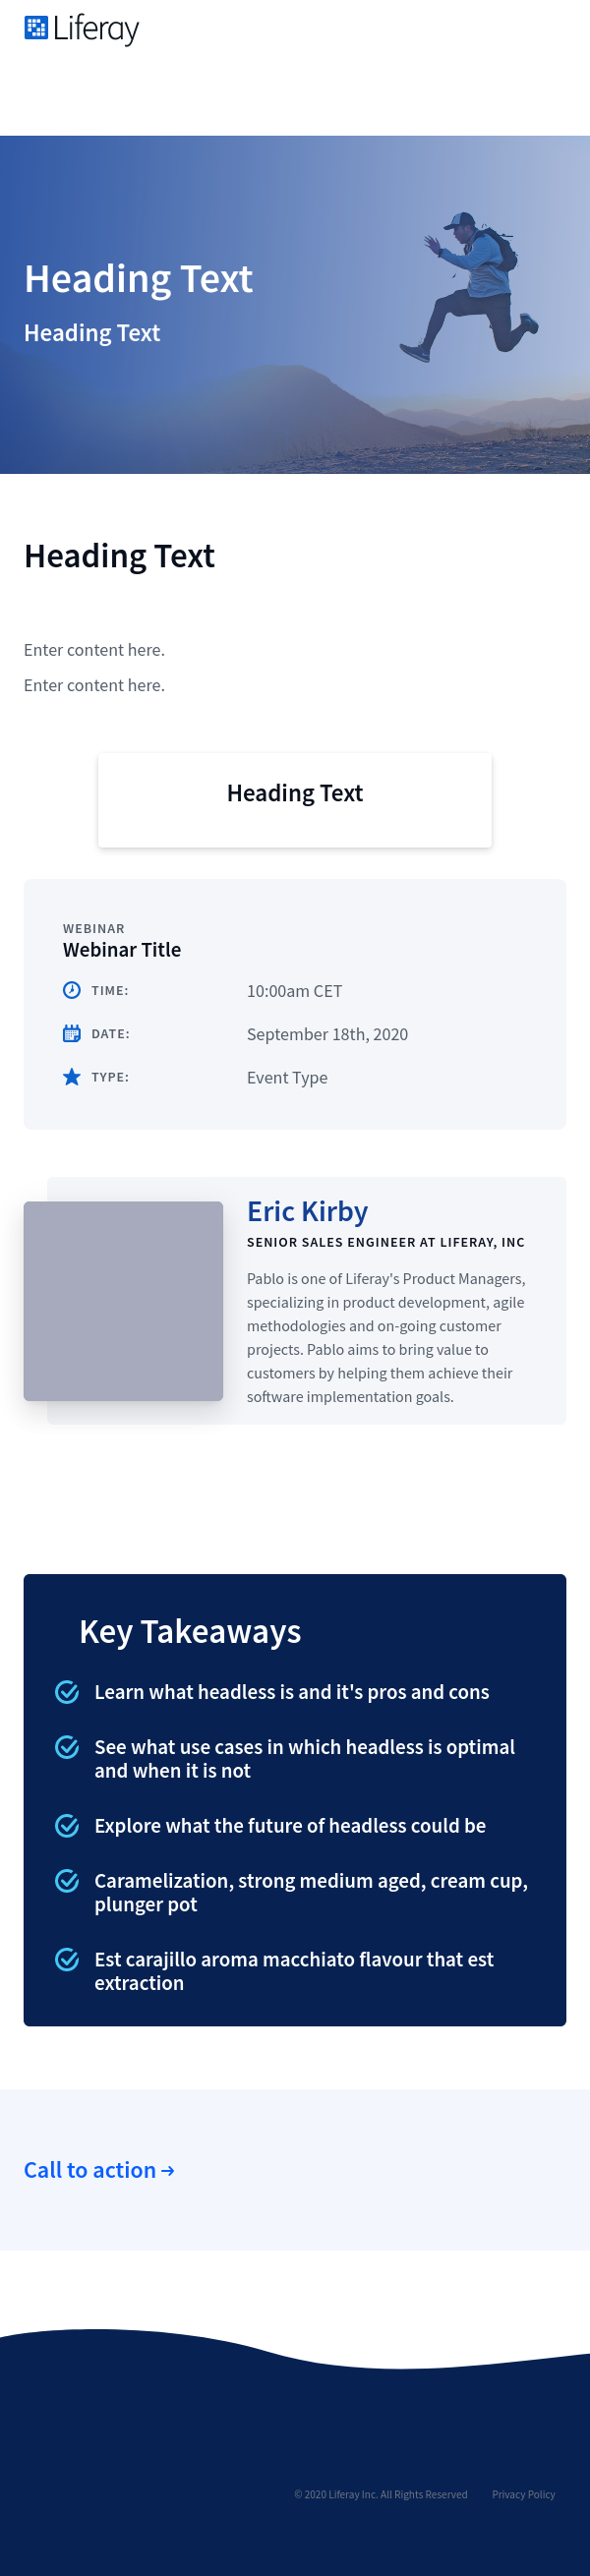 Liferay
Heading Text
Heading Text
Heading Text
Enter content here.
Enter content here.
Heading Text
WEBINAR
Webinar Title
TIME: 10:00am CET
DATE: September 18th, 2020
TYPE: Event Type
Eric Kirby
SENIOR SALES ENGINEER AT LIFERAY, INC
Pablo is one of Liferay's Product Managers,
specializing in product development, agile
methodologies and on-going customer
projects. Pablo aims to bring value to
customers by helping them achieve their
software implementation goals.
Key Takeaways
Learn what headless is and it's pros and cons
See what use cases in which headless is optimal
and when it is not
Explore what the future of headless could be
Caramelization, strong medium aged, cream cup,
plunger pot
Est carajillo aroma macchiato flavour that est
extraction
Call to action →
© 2020 Liferay Inc. All Rights Reserved Privacy Policy